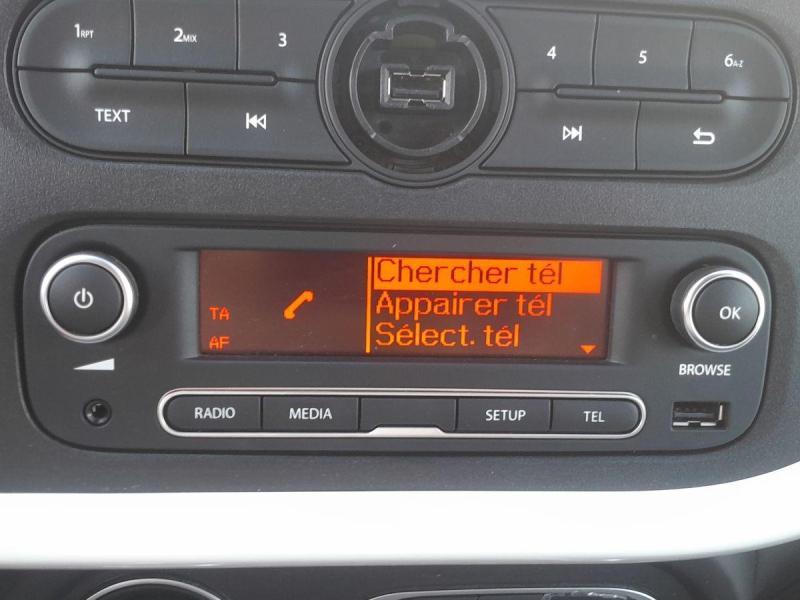 1RPT 2MIX 3 4 5 6A-Z
TEXT
Chercher tél
Appairer tél
Sélect. tél
TA
AF
OK
BROWSE
RADIO MEDIA SETUP TEL